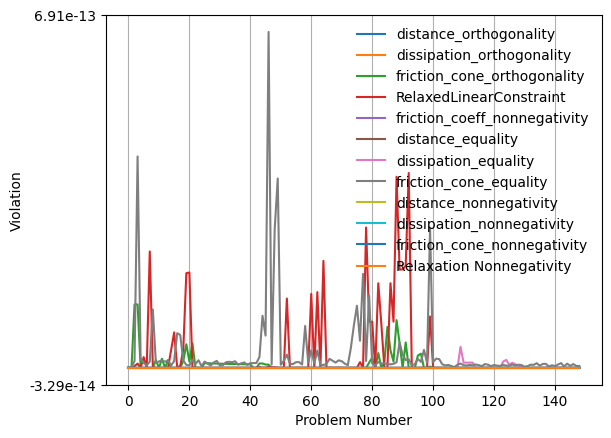 6.91e-13
distance_orthogonality
dissipation_orthogonality
friction_cone_orthogonality
RelaxedLinearConstraint
friction_coeff_nonnegativity
distance_equality
dissipation_equality
friction_cone_equality
distance_nonnegativity
dissipation_nonnegativity
friction_cone_nonnegativity
Relaxation Nonnegativity
Violation
-3.29e-14
0 20 40 60 80 100 120 140
Problem Number